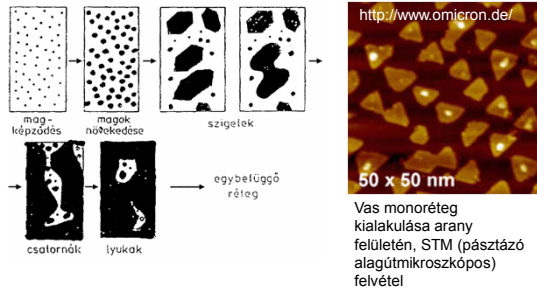 mag-
képződés
magok
növekedése
szigetek
csatornák
lyukak
egybefüggő
réteg
http://www.omicron.de/
50 x 50 nm
Vas monoréteg
kialakulása arany
felületén, STM (pásztázó
alagútmikroszkópos)
felvétel